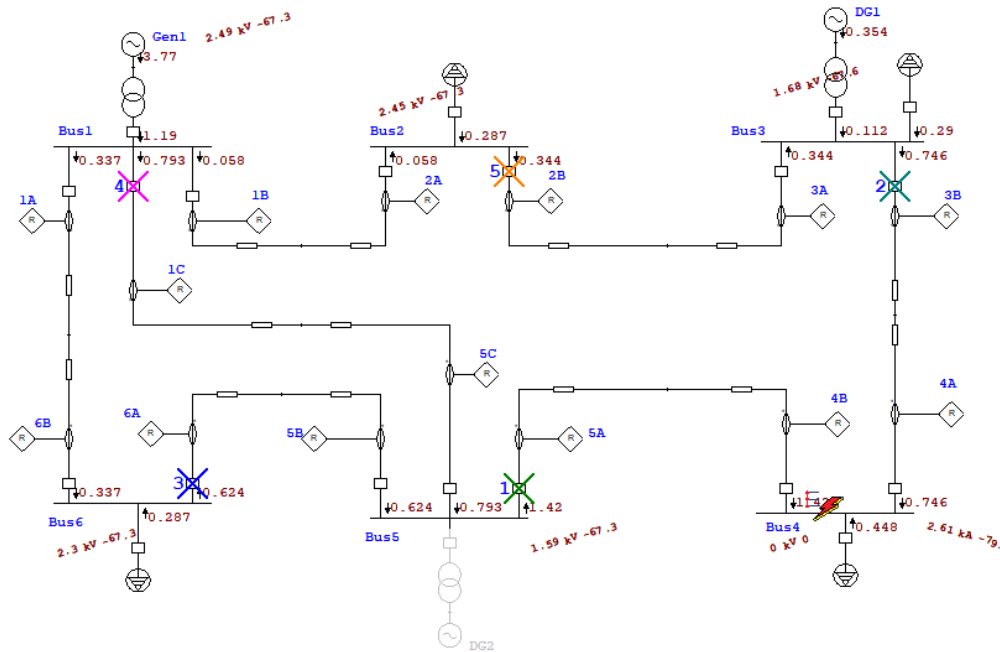 Gen1
2.49 kV -67.3
3.77
DG1
0.354
1.68 kV -67.6
2.45 kV -67.3
Bus1
1.19
Bus2
0.287
Bus3
0.112
0.29
0.337
0.793
0.058
0.058
0.344
0.344
0.746
4
5
2
1A
1B
2A
2B
3A
3B
R
R
R
R
R
R
1C
R
5C
R
6B
6A
5B
5A
4B
4A
R
R
R
R
R
R
3
1
0.337
0.624
0.624
0.793
1.42
0.746
Bus6
0.287
Bus5
Bus4
0.448
2.3 kV -67.3
1.59 kV -67.3
0 kV 0
2.61 kA -79.
DG2